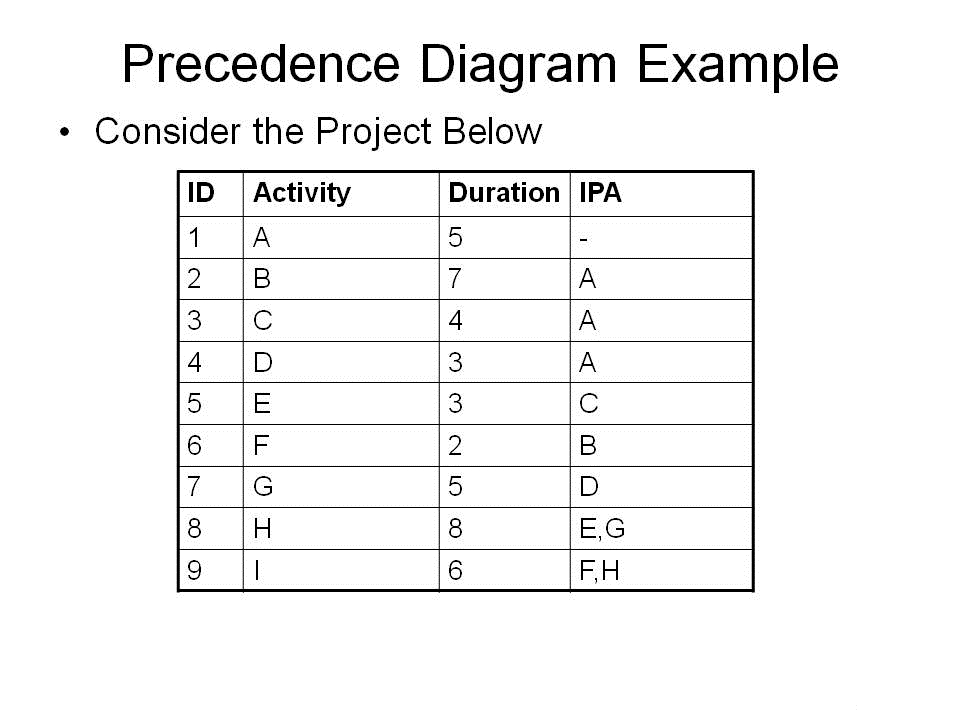 Precedence Diagram Example
• Consider the Project Below
ID Activity Duration IPA
1 A 5 -
2 B 7 A
3 C 4 A
4 D 3 A
5 E 3 C
6 F 2 B
7 G 5 D
8 H 8 E,G
9 I 6 F,H